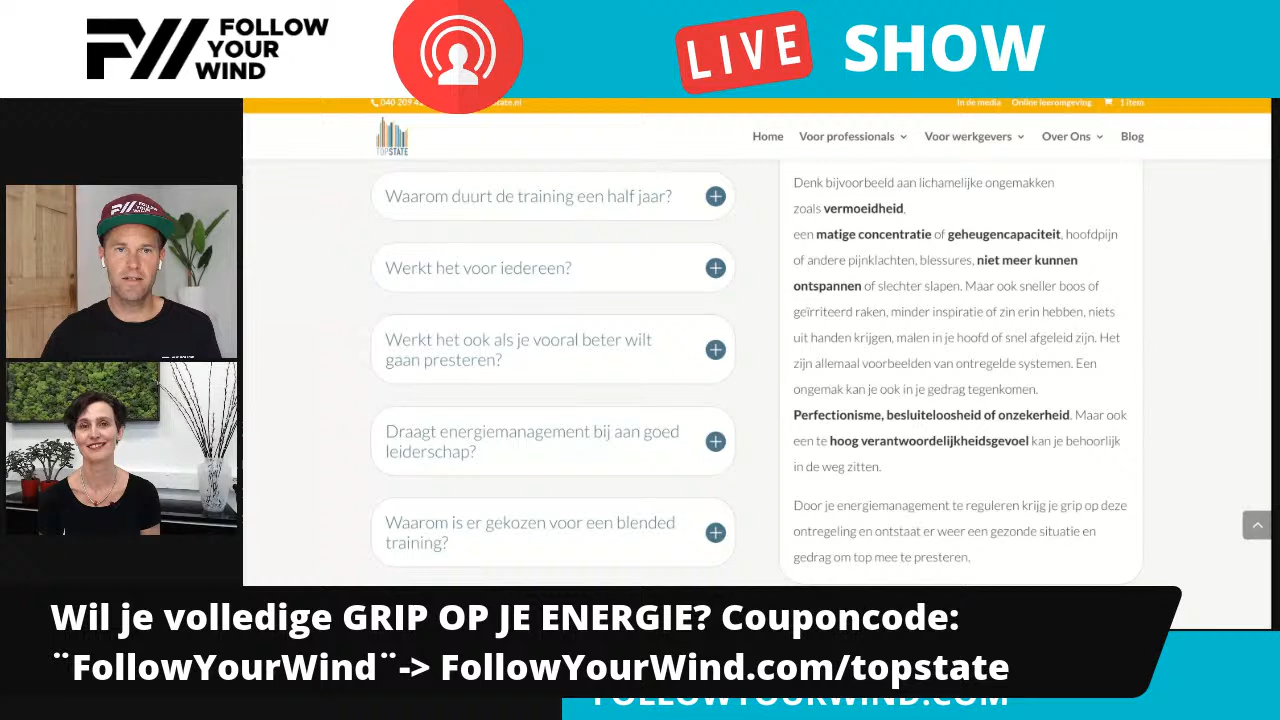 FOLLOW
YOUR
WIND
LIVE SHOW
040 209 4
tate.nl
In de media
Online leeromgeving
1 Item
TOPSTATE
Home
Voor professionals
Voor werkgevers
Over Ons
Blog
Waarom duurt de training een half jaar?
Werkt het voor iedereen?
Werkt het ook als je vooral beter wilt
gaan presteren?
Draagt energiemanagement bij aan goed
leiderschap?
Waarom is er gekozen voor een blended
training?
Denk bijvoorbeeld aan lichamelijke ongemakken
zoals vermoeidheid,
een matige concentratie of geheugencapaciteit, hoofdpijn
of andere pijnklachten, blessures, niet meer kunnen
ontspannen of slechter slapen. Maar ook sneller boos of
geïrriteerd raken, minder inspiratie of zin erin hebben, niets
uit handen krijgen, malen in je hoofd of snel afgeleid zijn. Het
zijn allemaal voorbeelden van ontregelde systemen. Een
ongemak kan je ook in je gedrag tegenkomen.
Perfectionisme, besluiteloosheid of onzekerheid. Maar ook
een te hoog verantwoordelijkheidsgevoel kan je behoorlijk
in de weg zitten.
Door je energiemanagement te reguleren krijg je grip op deze
ontregeling en ontstaat er weer een gezonde situatie en
gedrag om top mee te presteren.
Wil je volledige GRIP OP JE ENERGIE? Couponcode:
¨FollowYourWind¨-> FollowYourWind.com/topstate
FOLLOWYOURWIND.COM